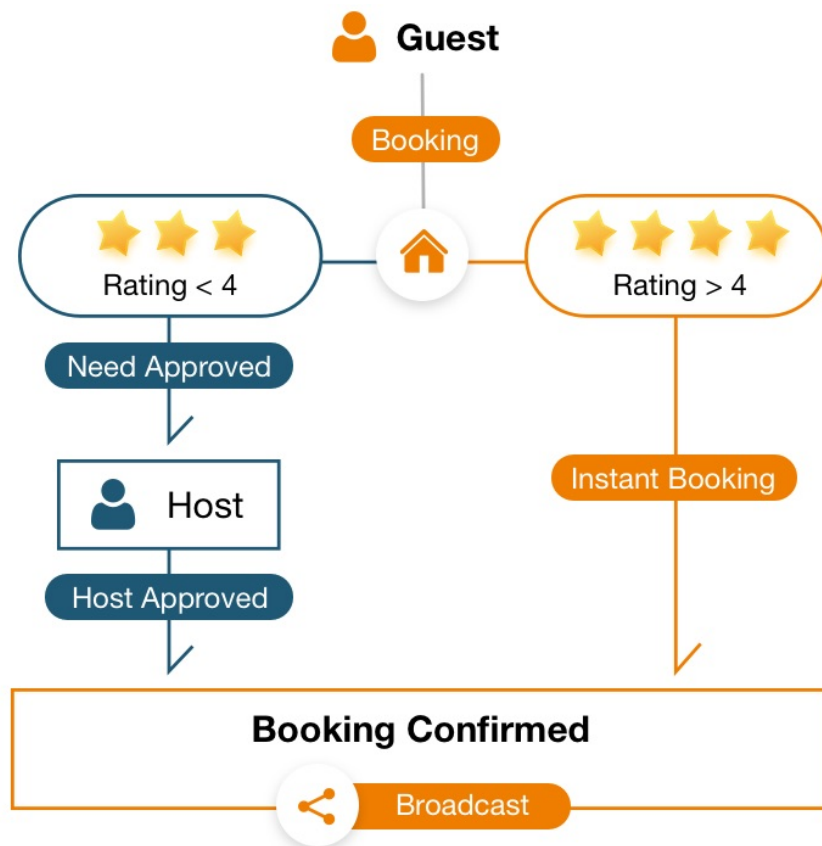 Guest
Booking
Rating < 4
Rating > 4
Need Approved
Host
Instant Booking
Host Approved
Booking Confirmed
Broadcast